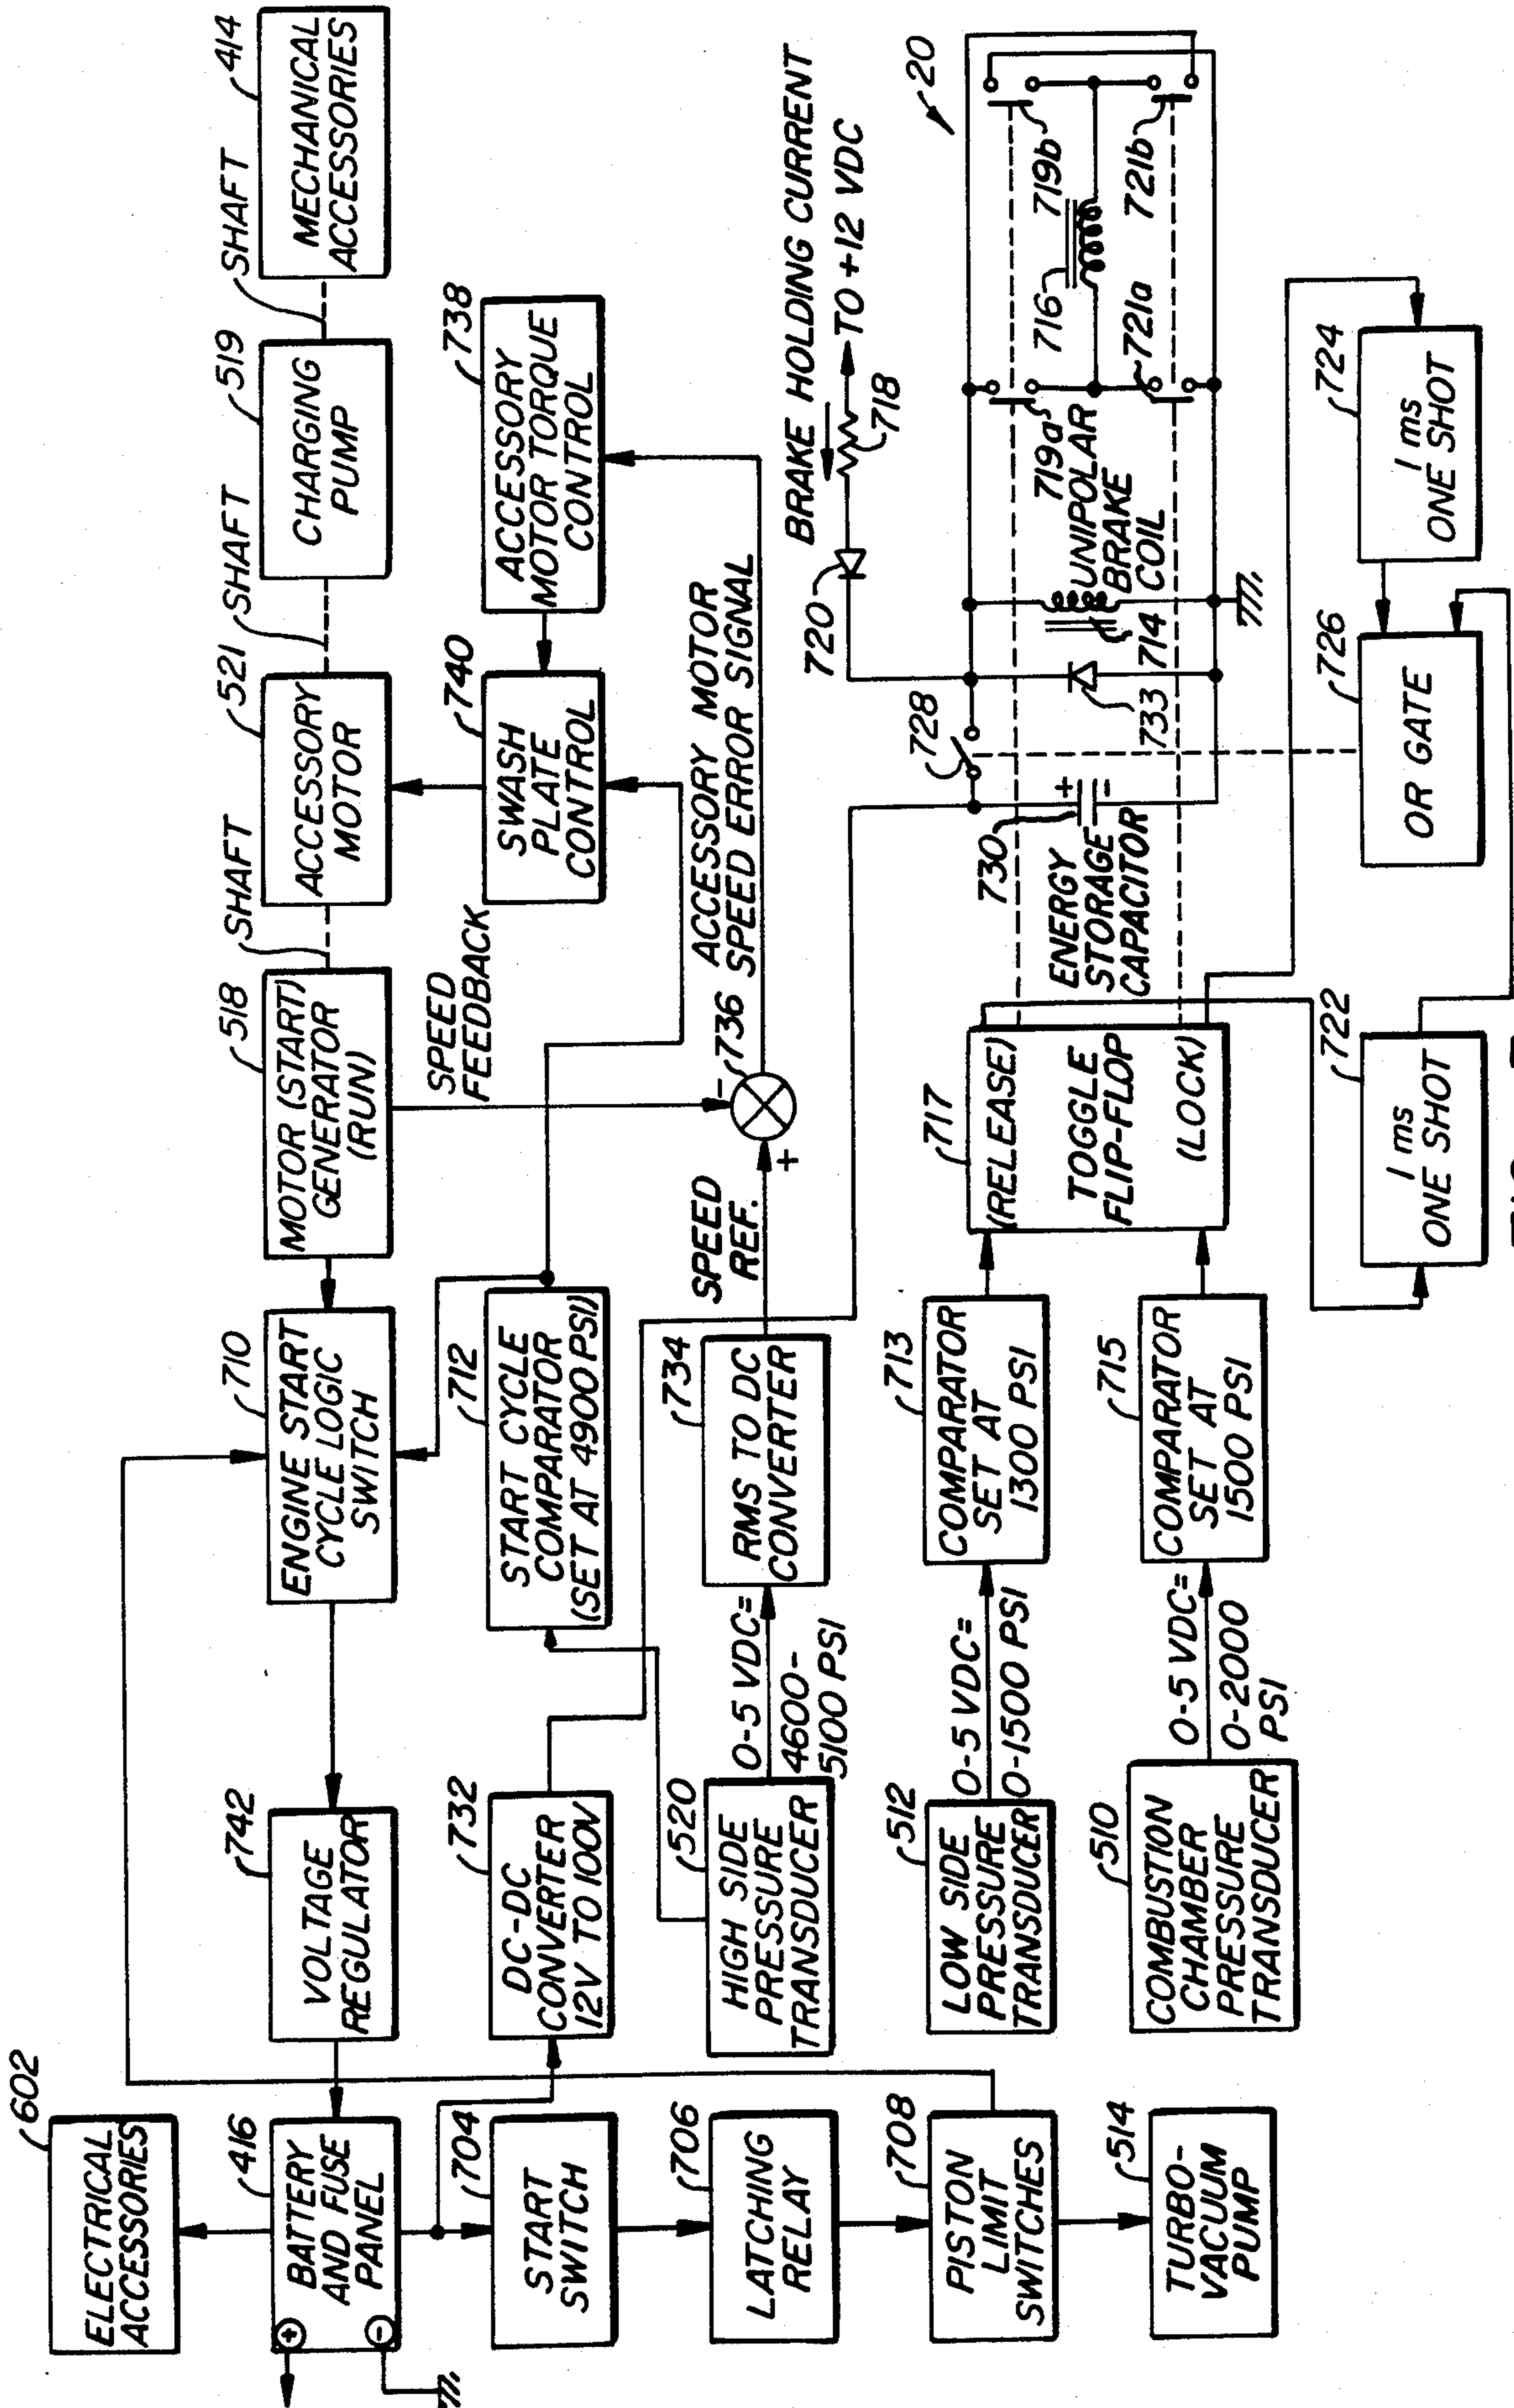 602
ELECTRICAL
ACCESSORIES
416
BATTERY
AND FUSE
PANEL
+
−
704
START
SWITCH
706
LATCHING
RELAY
708
PISTON
LIMIT
SWITCHES
514
TURBO-
VACUUM
PUMP
742
VOLTAGE
REGULATOR
732
DC-DC
CONVERTER
12V TO 100V
520
HIGH SIDE
PRESSURE
TRANSDUCER
0-5 VDC=
4600-
5100 PSI
512
LOW SIDE
PRESSURE
TRANSDUCER
0-5 VDC=
0-1500 PSI
510
COMBUSTION
CHAMBER
PRESSURE
TRANSDUCER
0-5 VDC=
0-2000
PSI
710
ENGINE START
CYCLE LOGIC
SWITCH
712
START CYCLE
COMPARATOR
(SET AT 4900 PSI)
734
RMS TO DC
CONVERTER
713
COMPARATOR
SET AT
1300 PSI
715
COMPARATOR
SET AT
1500 PSI
518
MOTOR (START)
GENERATOR
(RUN)
SPEED
FEEDBACK
SPEED
REF.
+
−
736
ACCESSORY MOTOR
SPEED ERROR SIGNAL
717
(RELEASE)
TOGGLE
FLIP-FLOP
(LOCK)
722
1 ms
ONE SHOT
SHAFT
521
ACCESSORY
MOTOR
740
SWASH
PLATE
CONTROL
SHAFT
519
CHARGING
PUMP
738
ACCESSORY
MOTOR TORQUE
CONTROL
SHAFT
414
MECHANICAL
ACCESSORIES
BRAKE HOLDING CURRENT
TO +12 VDC
718
720
728
730
+
−
ENERGY
STORAGE
CAPACITOR
733
714
UNIPOLAR
BRAKE
COIL
719a
721a
716
719b
721b
20
726
OR GATE
724
1 ms
ONE SHOT